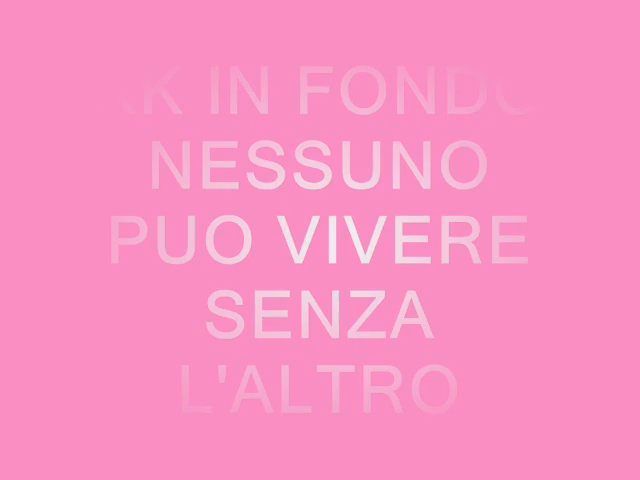 IN FONDO
NESSUNO
PUO VIVERE
SENZA
L'ALTRO